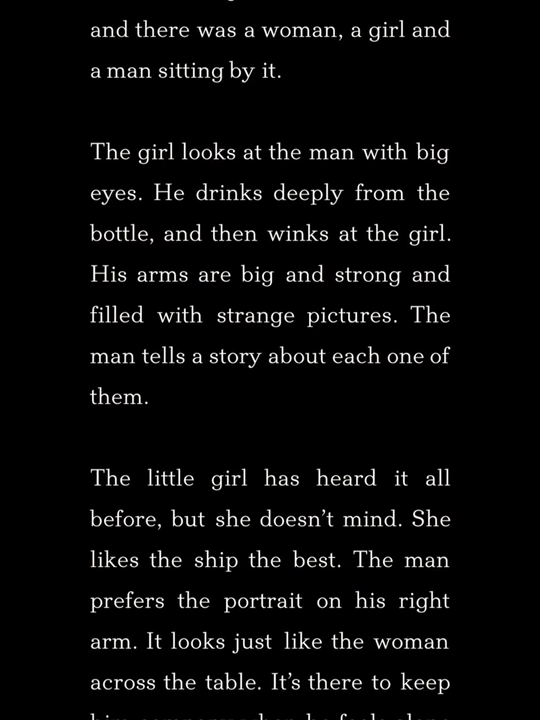 and there was a woman, a girl and
a man sitting by it.
The girl looks at the man with big
eyes. He drinks deeply from the
bottle, and then winks at the girl.
His arms are big and strong and
filled with strange pictures. The
man tells a story about each one of
them.
The little girl has heard it all
before, but she doesn’t mind. She
likes the ship the best. The man
prefers the portrait on his right
arm. It looks just like the woman
across the table. It’s there to keep